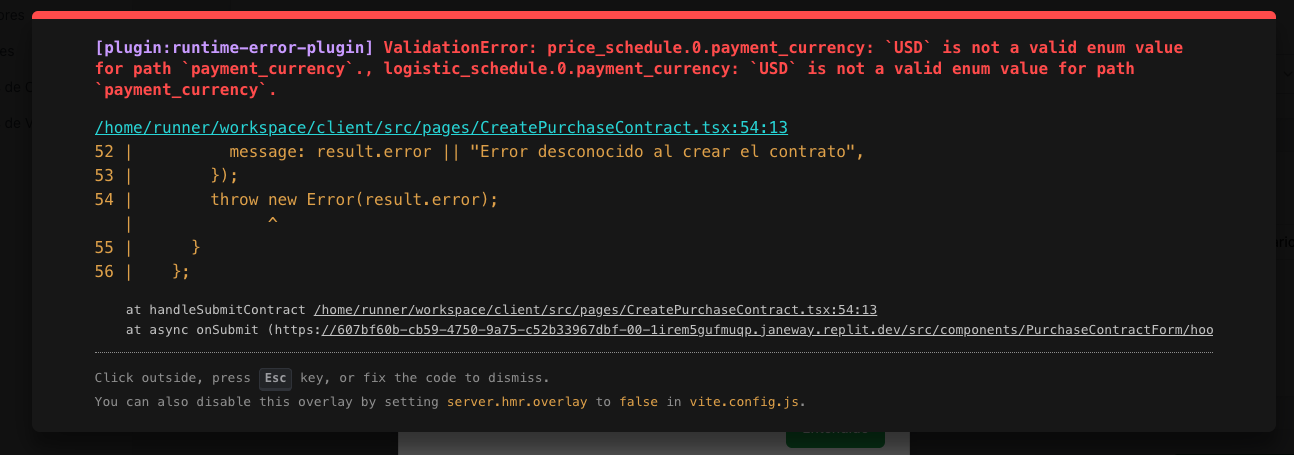 [plugin:runtime-error-plugin] ValidationError: price_schedule.0.payment_currency: `USD` is not a valid enum value
for path `payment_currency`., logistic_schedule.0.payment_currency: `USD` is not a valid enum value for path
`payment_currency`.
/home/runner/workspace/client/src/pages/CreatePurchaseContract.tsx:54:13
52 |          message: result.error || "Error desconocido al crear el contrato",
53 |        });
54 |        throw new Error(result.error);
   |              ^
55 |      }
56 |    };
at handleSubmitContract /home/runner/workspace/client/src/pages/CreatePurchaseContract.tsx:54:13
at async onSubmit (https://607bf60b-cb59-4750-9a75-c52b33967dbf-00-1irem5gufmuqp.janeway.replit.dev/src/components/PurchaseContractForm/hoo
Click outside, press Esc key, or fix the code to dismiss.
You can also disable this overlay by setting server.hmr.overlay to false in vite.config.js.